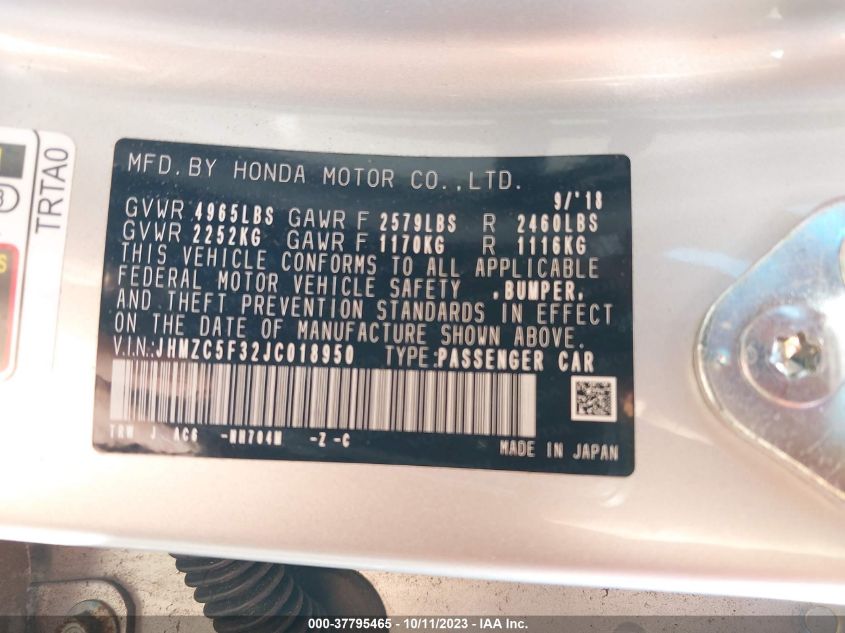 MFD. BY HONDA MOTOR CO., LTD.
9/'18
GVWR 4965LBS GAWR F 2579LBS R 2460LBS
GVWR 2252KG GAWR F 1170KG R 1116KG
THIS VEHICLE CONFORMS TO ALL APPLICABLE
FEDERAL MOTOR VEHICLE SAFETY ,BUMPER,
AND THEFT PREVENTION STANDARDS IN EFFECT
ON THE DATE OF MANUFACTURE SHOWN ABOVE.
V.I.N:JHMZC5F32JC018950 TYPE:PASSENGER CAR
TRW J AC6 -NH704M -Z-C
MADE IN JAPAN
TRTA0
000-37795465 - 10/11/2023 - IAA Inc.